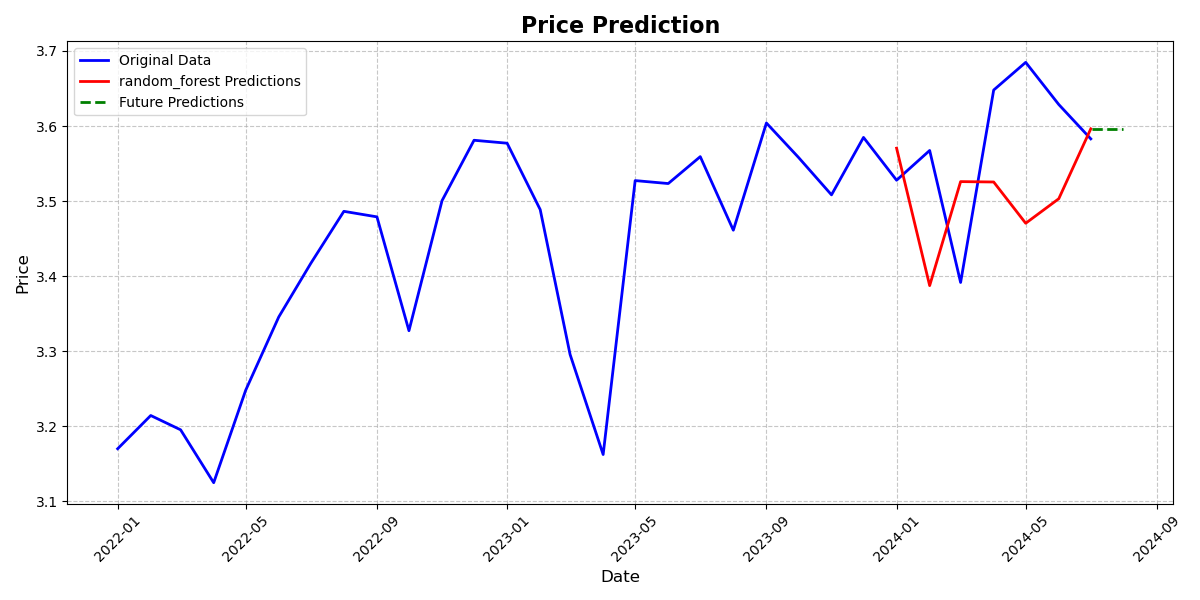 Price Prediction
Original Data
random_forest Predictions
Future Predictions
Price
3.7
3.6
3.5
3.4
3.3
3.2
3.1
2022-01
2022-05
2022-09
2023-01
2023-05
2023-09
2024-01
2024-05
2024-09
Date